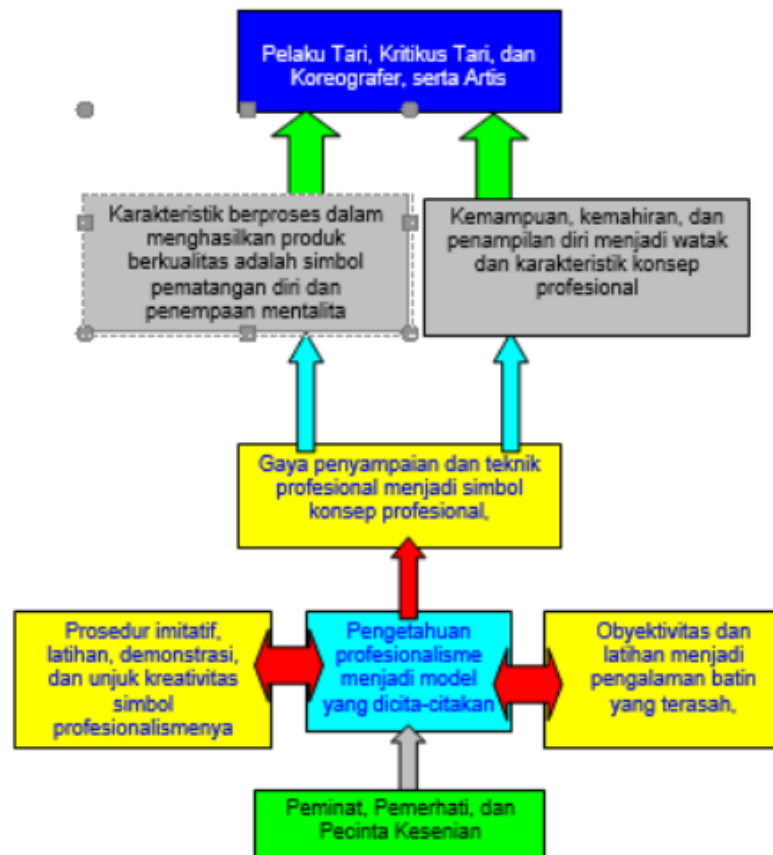 Pelaku Tari, Kritikus Tari, dan
Koreografer, serta Artis
Karakteristik berproses dalam
menghasilkan produk
berkualitas adalah simbol
pematangan diri dan
penempaan mentalita
Kemampuan, kemahiran, dan
penampilan diri menjadi watak
dan karakteristik konsep
profesional
Gaya penyampaian dan teknik
profesional menjadi simbol
konsep profesional,
Prosedur imitatif,
latihan, demonstrasi,
dan unjuk kreativitas
simbol
profesionalismenya
Pengetahuan
profesionalisme
menjadi model
yang dicita-citakan
Obyektivitas dan
latihan menjadi
pengalaman batin
yang terasah,
Peminat, Pemerhati, dan
Pecinta Kesenian